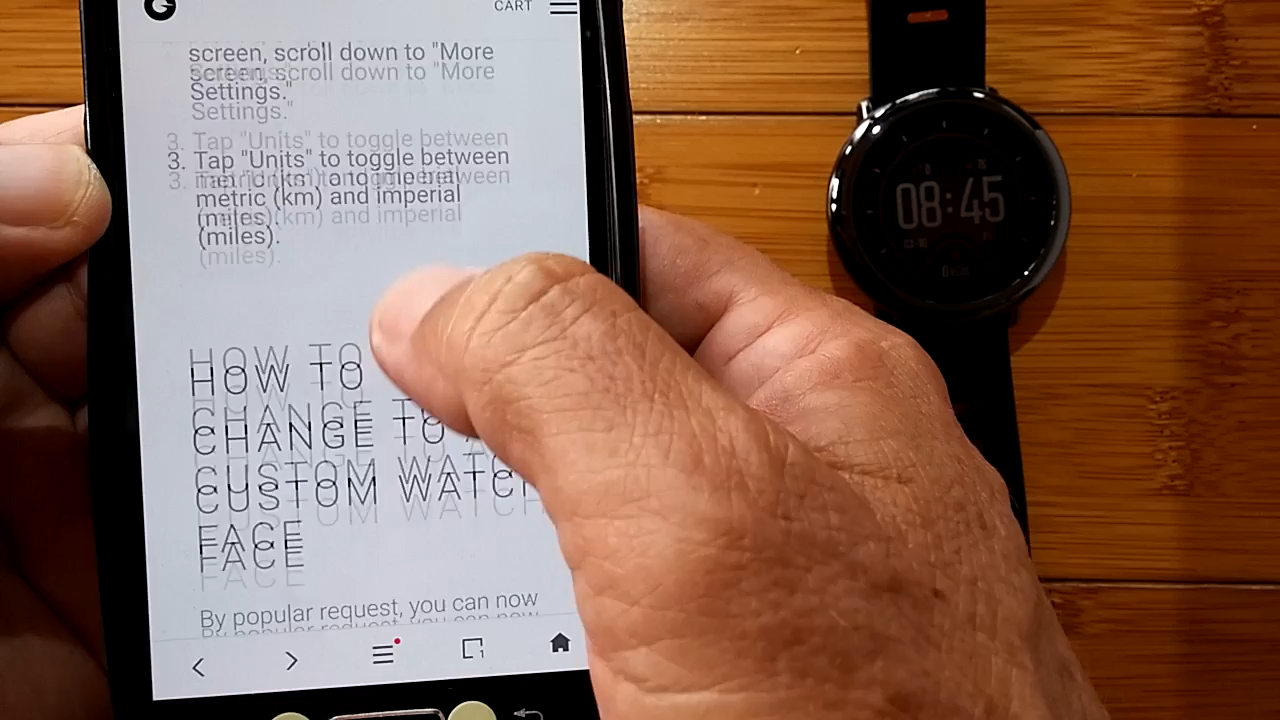 CART
screen, scroll down to "More
Settings."
3. Tap "Units" to toggle between
metric (km) and imperial
(miles).
HOW TO
CHANGE TO
CUSTOM WATCH
FACE
By popular request, you can now
1
08:45